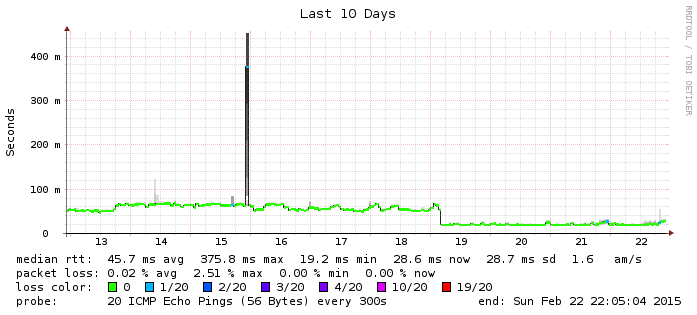 Last 10 Days
RRDTOOL / TOBI OETIKER
Seconds
400 m
300 m
200 m
100 m
0
13 14 15 16 17 18 19 20 21 22
median rtt: 45.7 ms avg 375.8 ms max 19.2 ms min 28.6 ms now 28.7 ms sd 1.6 am/s
packet loss: 0.02 % avg 2.51 % max 0.00 % min 0.00 % now
loss color: 0 1/20 2/20 3/20 4/20 10/20 19/20
probe: 20 ICMP Echo Pings (56 Bytes) every 300s end: Sun Feb 22 22:05:04 2015